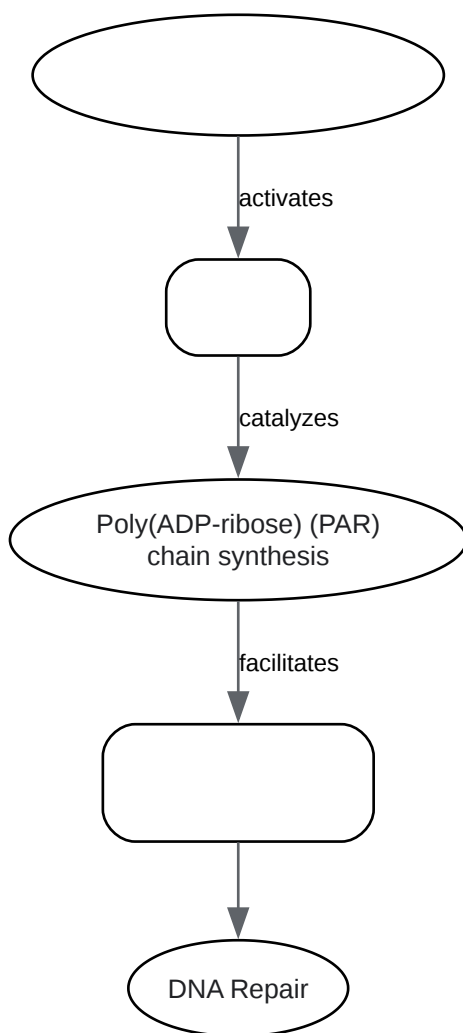 activates
catalyzes
Poly(ADP-ribose) (PAR)
chain synthesis
facilitates
DNA Repair